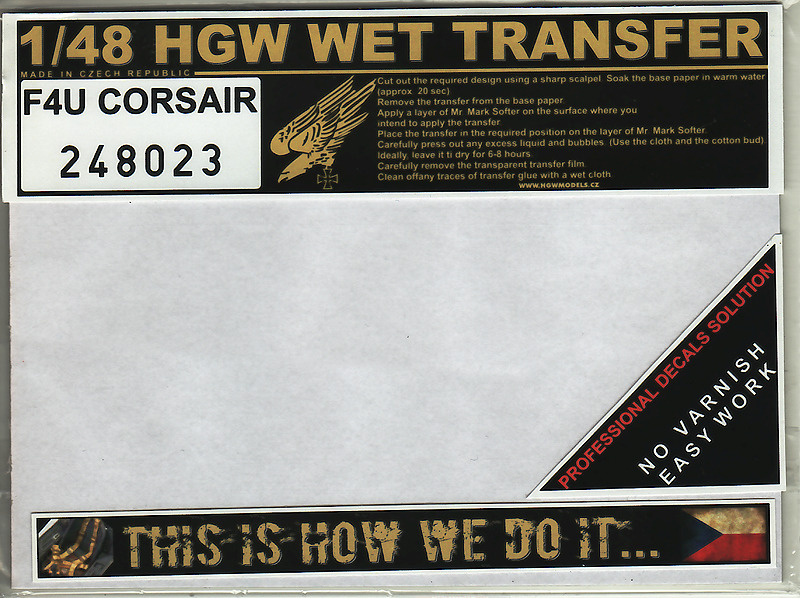 1/48 HGW WET TRANSFER
MADE IN CZECH REPUBLIC
F4U CORSAIR
248023
Cut out the required design using a sharp scalpel. Soak the base paper in warm water
(approx. 20 sec)
Remove the transfer from the base paper.
Apply a layer of Mr. Mark Softer on the surface where you
intend to apply the transfer.
Place the transfer in the required position on the layer of Mr. Mark Softer.
Carefully press out any excess liquid and bubbles. (Use the cloth and the cotton bud).
Ideally, leave it ti dry for 6-8 hours.
Carefully remove the transparent transfer film.
Clean offany traces of transfer glue with a wet cloth.
WWW.HGWMODELS.CZ
PROFESSIONAL DECALS SOLUTION
NO VARNISH
EASY WORK
THIS IS HOW WE DO IT...